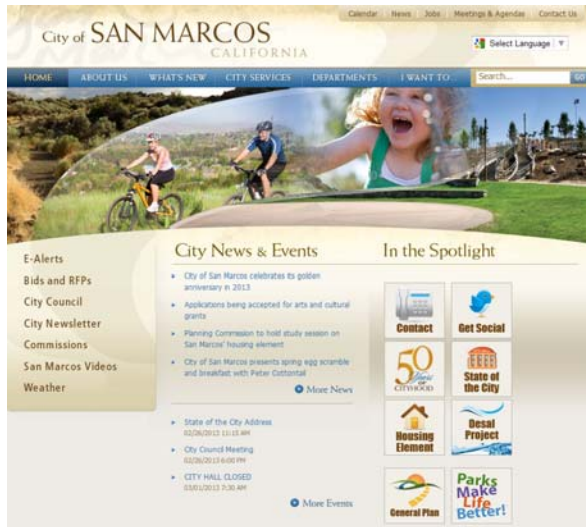 Calendar News Jobs Meetings & Agendas Contact Us
City of SAN MARCOS
CALIFORNIA
Select Language
HOME ABOUT US WHAT'S NEW CITY SERVICES DEPARTMENTS I WANT TO... Search... GO
E-Alerts
Bids and RFPs
City Council
City Newsletter
Commissions
San Marcos Videos
Weather
City News & Events
City of San Marcos celebrates its golden
anniversary in 2013
Applications being accepted for arts and cultural
grants
Planning Commission to hold study session on
San Marcos' housing element
City of San Marcos presents spring egg scramble
and breakfast with Peter Cottontail
More News
State of the City Address
02/26/2013 11:15 AM
City Council Meeting
02/26/2013 6:00 PM
CITY HALL CLOSED
03/01/2013 7:30 AM
More Events
In the Spotlight
Contact
Get Social
50
Years
OF
CITYHOOD
State of
the City
Housing
Element
Desal
Project
General Plan
Parks
Make
Life
Better!